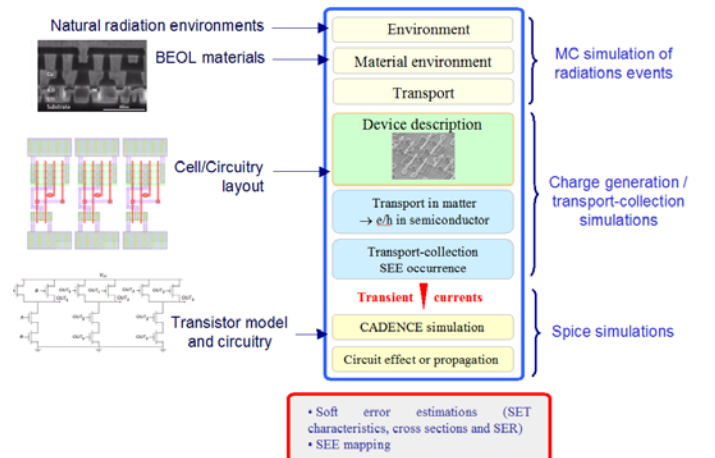 Natural radiation environments
BEOL materials
Substrate
Cell/Circuitry
layout
Transistor model
and circuitry
Environment
Material environment
Transport
Device description
Transport in matter
→ e/h in semiconductor
Transport-collection
SEE occurrence
Transient currents
CADENCE simulation
Circuit effect or propagation
MC simulation of
radiations events
Charge generation /
transport-collection
simulations
Spice simulations
• Soft error estimations (SET
characteristics, cross sections and SER)
• SEE mapping